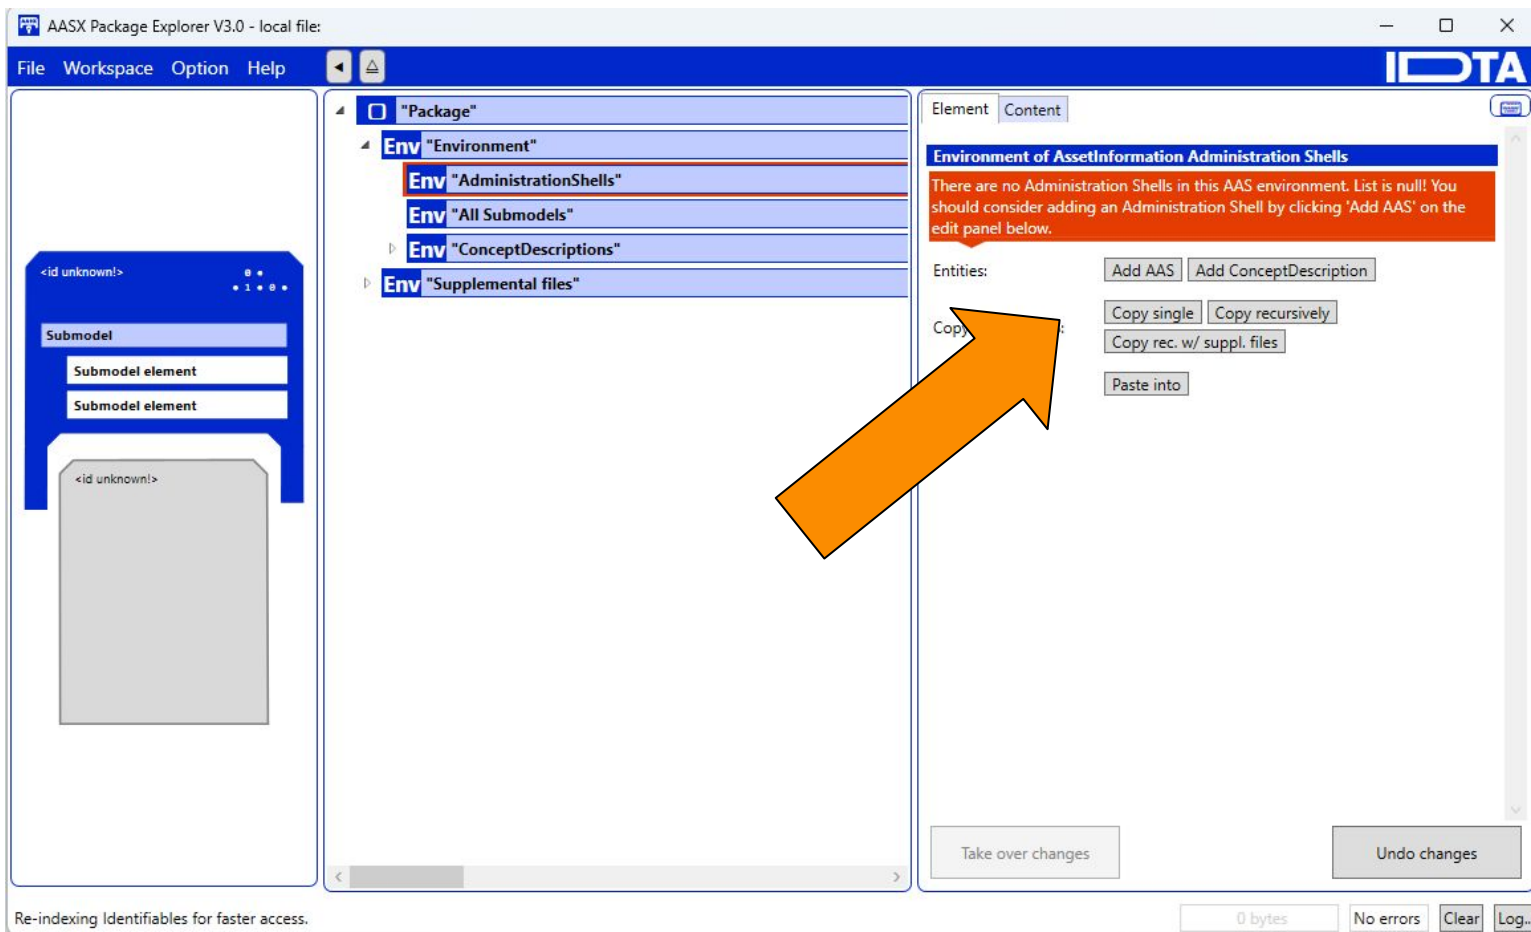 AASX Package Explorer V3.0 - local file:
File Workspace Option Help
IDTA
<id unknown!>
0
1 0
Submodel
Submodel element
Submodel element
<id unknown!>
"Package"
Env "Environment"
Env "AdministrationShells"
Env "All Submodels"
Env "ConceptDescriptions"
Env "Supplemental files"
Element Content
Environment of AssetInformation Administration Shells
There are no Administration Shells in this AAS environment. List is null! You
should consider adding an Administration Shell by clicking 'Add AAS' on the
edit panel below.
Entities: Add AAS Add ConceptDescription
Copy single Copy recursively
Copy rec. w/ suppl. files
Paste into
Take over changes Undo changes
Re-indexing Identifiables for faster access.
0 bytes No errors Clear Log..